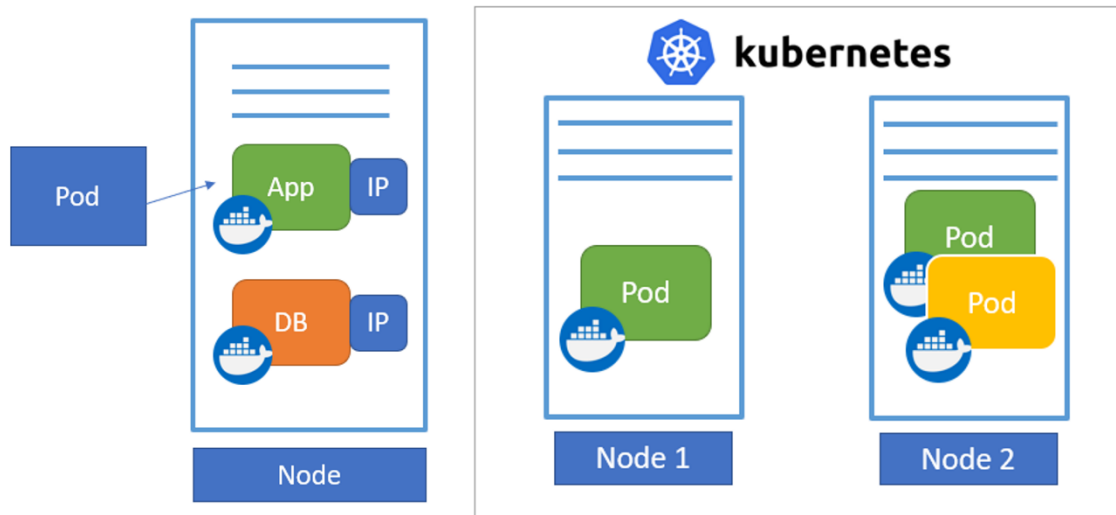 Pod
App
IP
DB
IP
Node
kubernetes
Pod
Node 1
Pod
Pod
Node 2